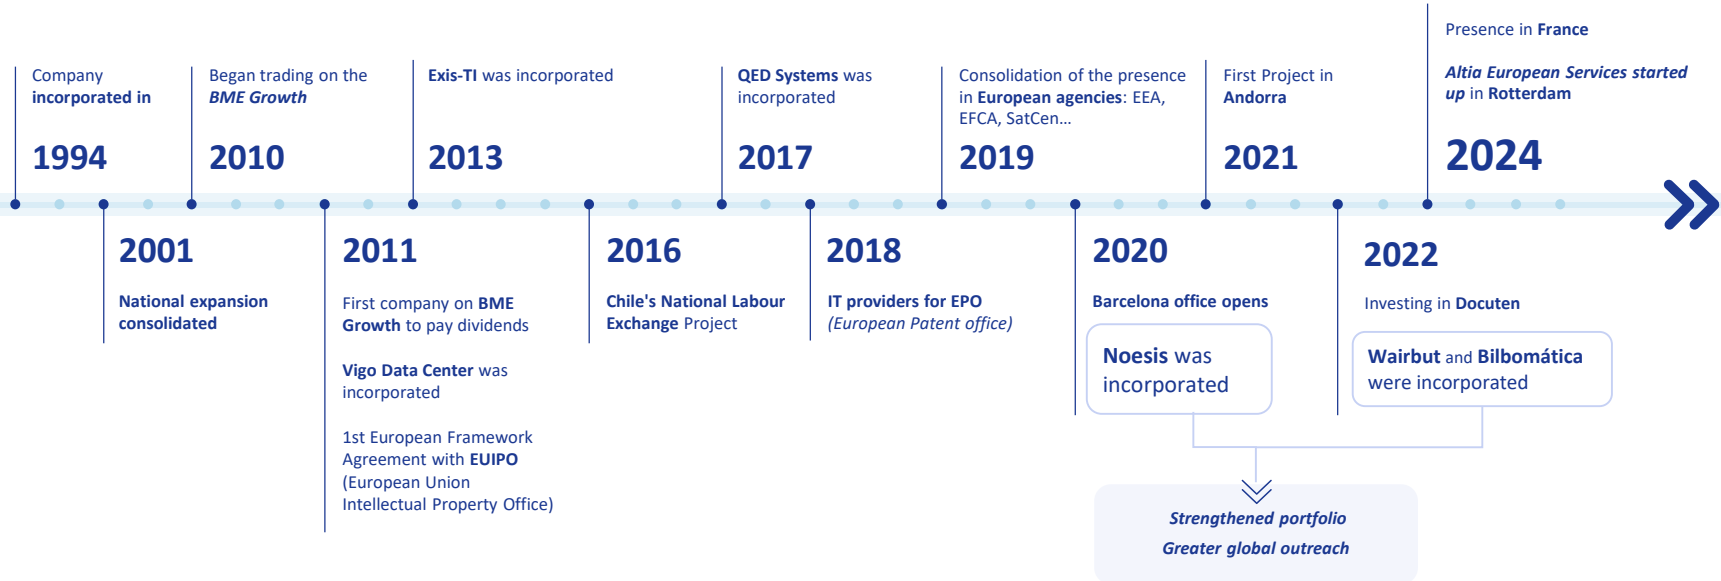 Company
incorporated in
1994
2001
National expansion
consolidated
Began trading on the
BME Growth
2010
2011
First company on BME
Growth to pay dividends
Vigo Data Center was
incorporated
1st European Framework
Agreement with EUIPO
(European Union
Intellectual Property Office)
Exis-TI was incorporated
2013
2016
Chile's National Labour
Exchange Project
QED Systems was
incorporated
2017
2018
IT providers for EPO
(European Patent office)
Consolidation of the presence
in European agencies: EEA,
EFCA, SatCen…
2019
2020
Barcelona office opens
Noesis was
incorporated
First Project in
Andorra
2021
2022
Investing in Docuten
Wairbut and Bilbomática
were incorporated
Strengthened portfolio
Greater global outreach
Presence in France
Altia European Services started
up in Rotterdam
2024